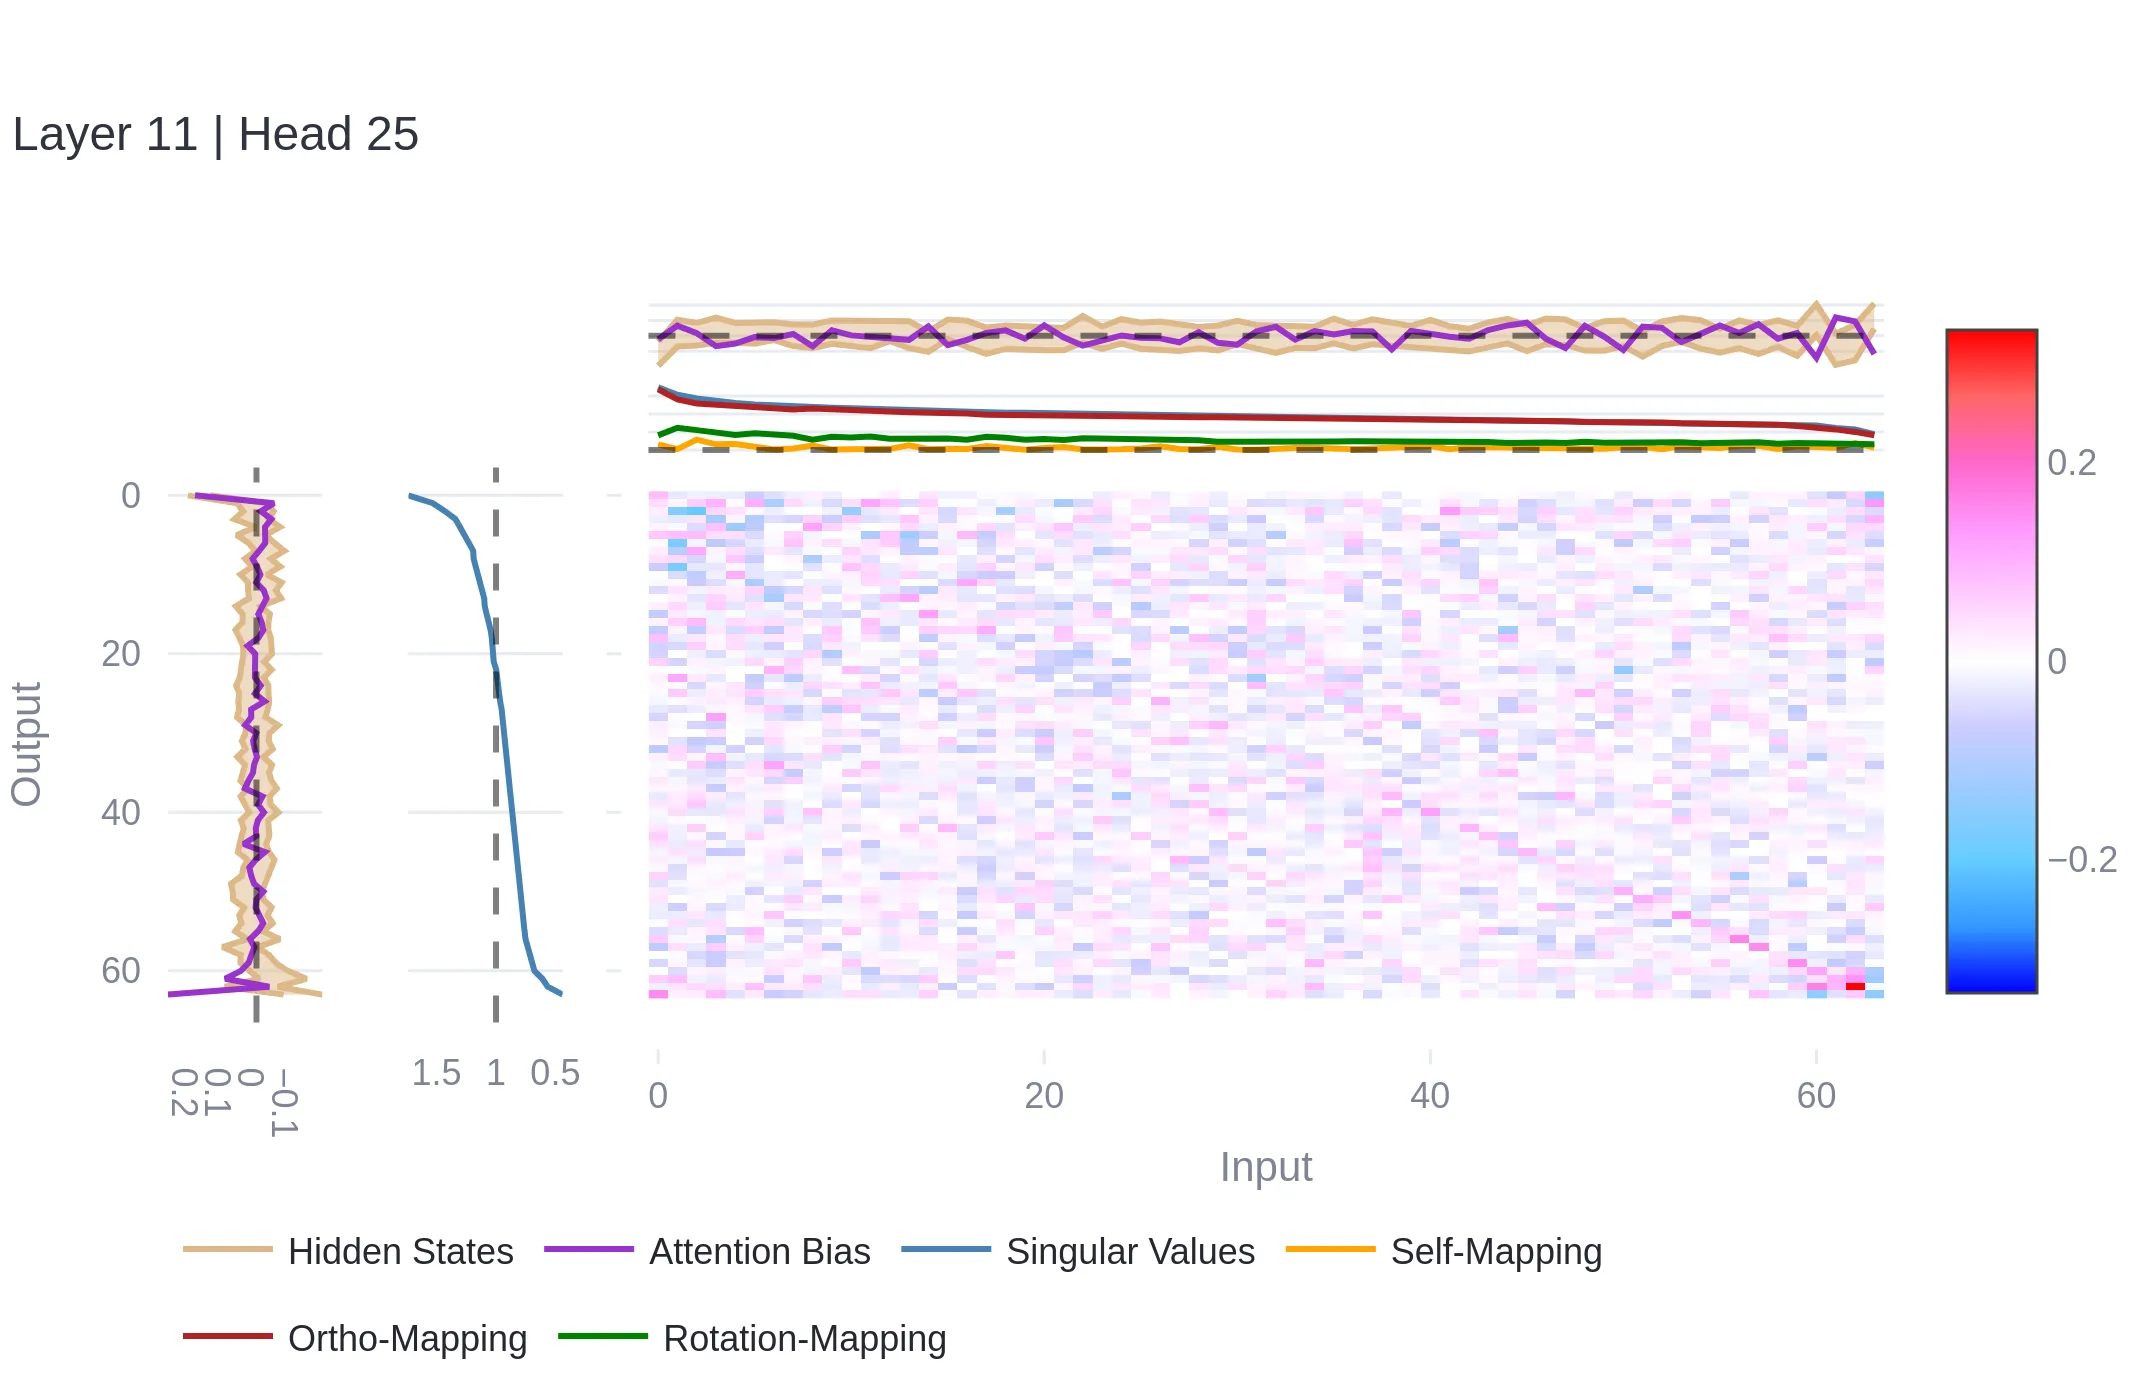 Layer 11 | Head 25
0
20
40
60
Output
0.2
0.1
0
−0.1
1.5 1 0.5
0 20 40 60
Input
0.2
0
−0.2
Hidden States Attention Bias Singular Values Self-Mapping
Ortho-Mapping Rotation-Mapping